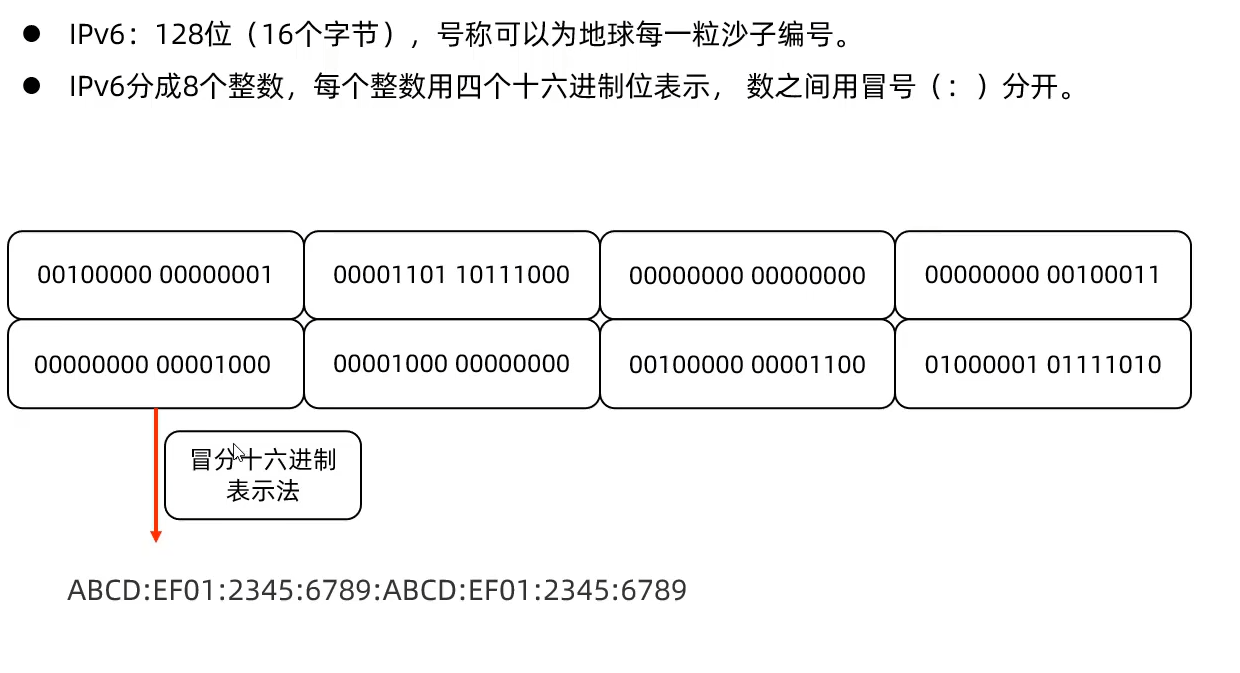 ● IPv6：128位（16个字节），号称可以为地球每一粒沙子编号。
● IPv6分成8个整数，每个整数用四个十六进制位表示， 数之间用冒号（：）分开。
00100000 00000001
00001101 10111000
00000000 00000000
00000000 00100011
00000000 00001000
00001000 00000000
00100000 00001100
01000001 01111010
冒分十六进制
表示法
ABCD:EF01:2345:6789:ABCD:EF01:2345:6789